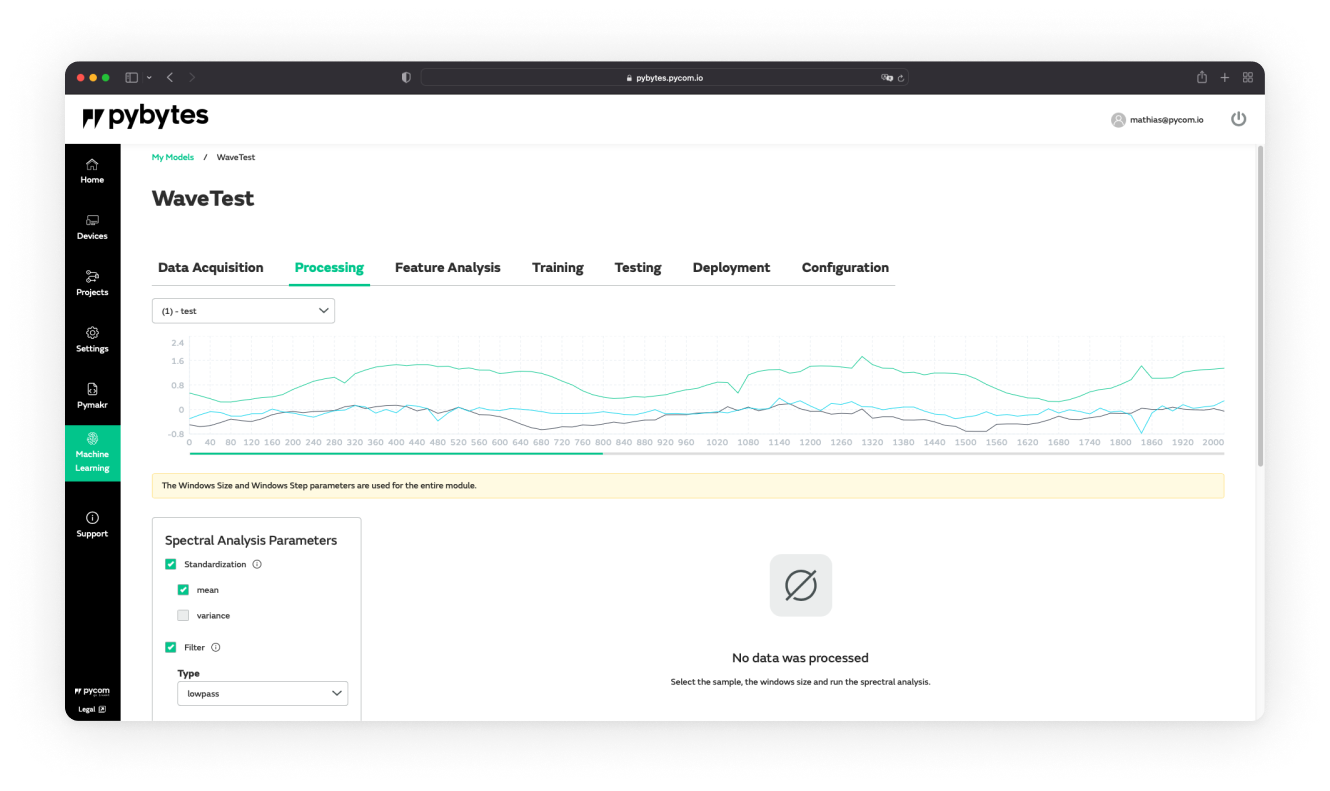 pybytes.pycom.io
pybytes
mathias@pycom.io
My Models / WaveTest
WaveTest
Home
Devices
Projects
Settings
Pymakr
Machine
Learning
Support
pycom
Legal
Data Acquisition Processing Feature Analysis Training Testing Deployment Configuration
(1) - test
2.4
1.6
0.8
0
-0.8
0 40 80 120 160 200 240 280 320 360 400 440 480 520 560 600 640 680 720 760 800 840 880 920 960 1020 1080 1140 1200 1260 1320 1380 1440 1500 1560 1620 1680 1740 1800 1860 1920 2000
The Windows Size and Windows Step parameters are used for the entire module.
Spectral Analysis Parameters
Standardization
mean
variance
Filter
Type
lowpass
No data was processed
Select the sample, the windows size and run the sprectral analysis.